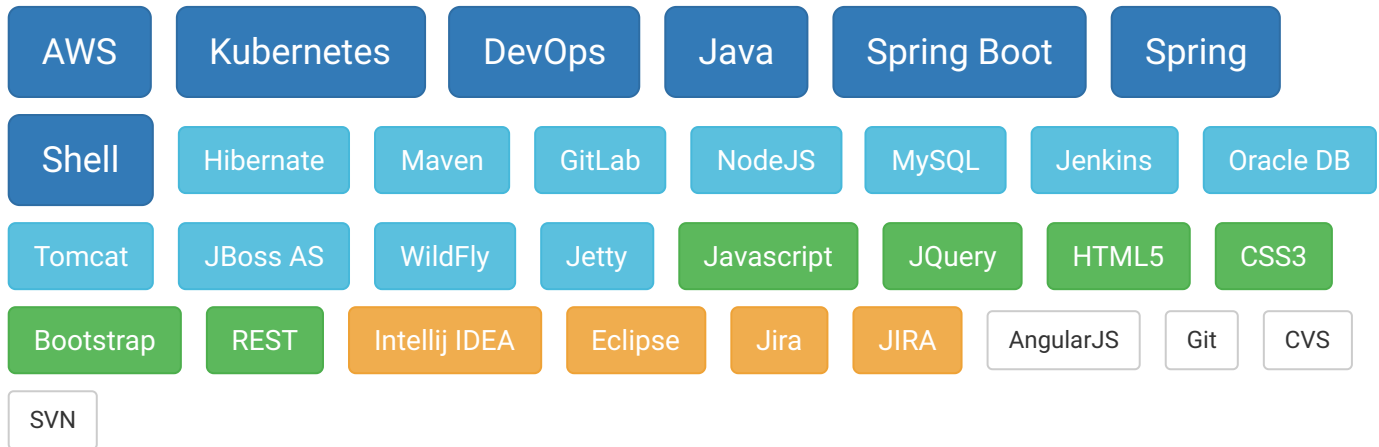 AWS Kubernetes DevOps Java Spring Boot Spring
Shell Hibernate Maven GitLab NodeJS MySQL Jenkins Oracle DB
Tomcat JBoss AS WildFly Jetty Javascript JQuery HTML5 CSS3
Bootstrap REST Intellij IDEA Eclipse Jira JIRA AngularJS Git CVS
SVN